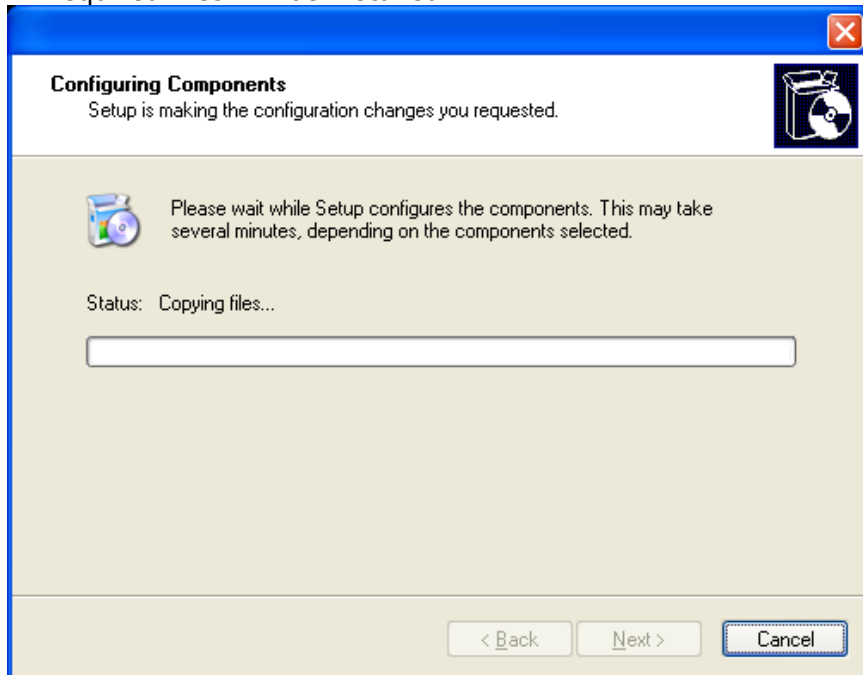 Configuring Components
Setup is making the configuration changes you requested.
Please wait while Setup configures the components. This may take
several minutes, depending on the components selected.
Status: Copying files...
< Back Next > Cancel